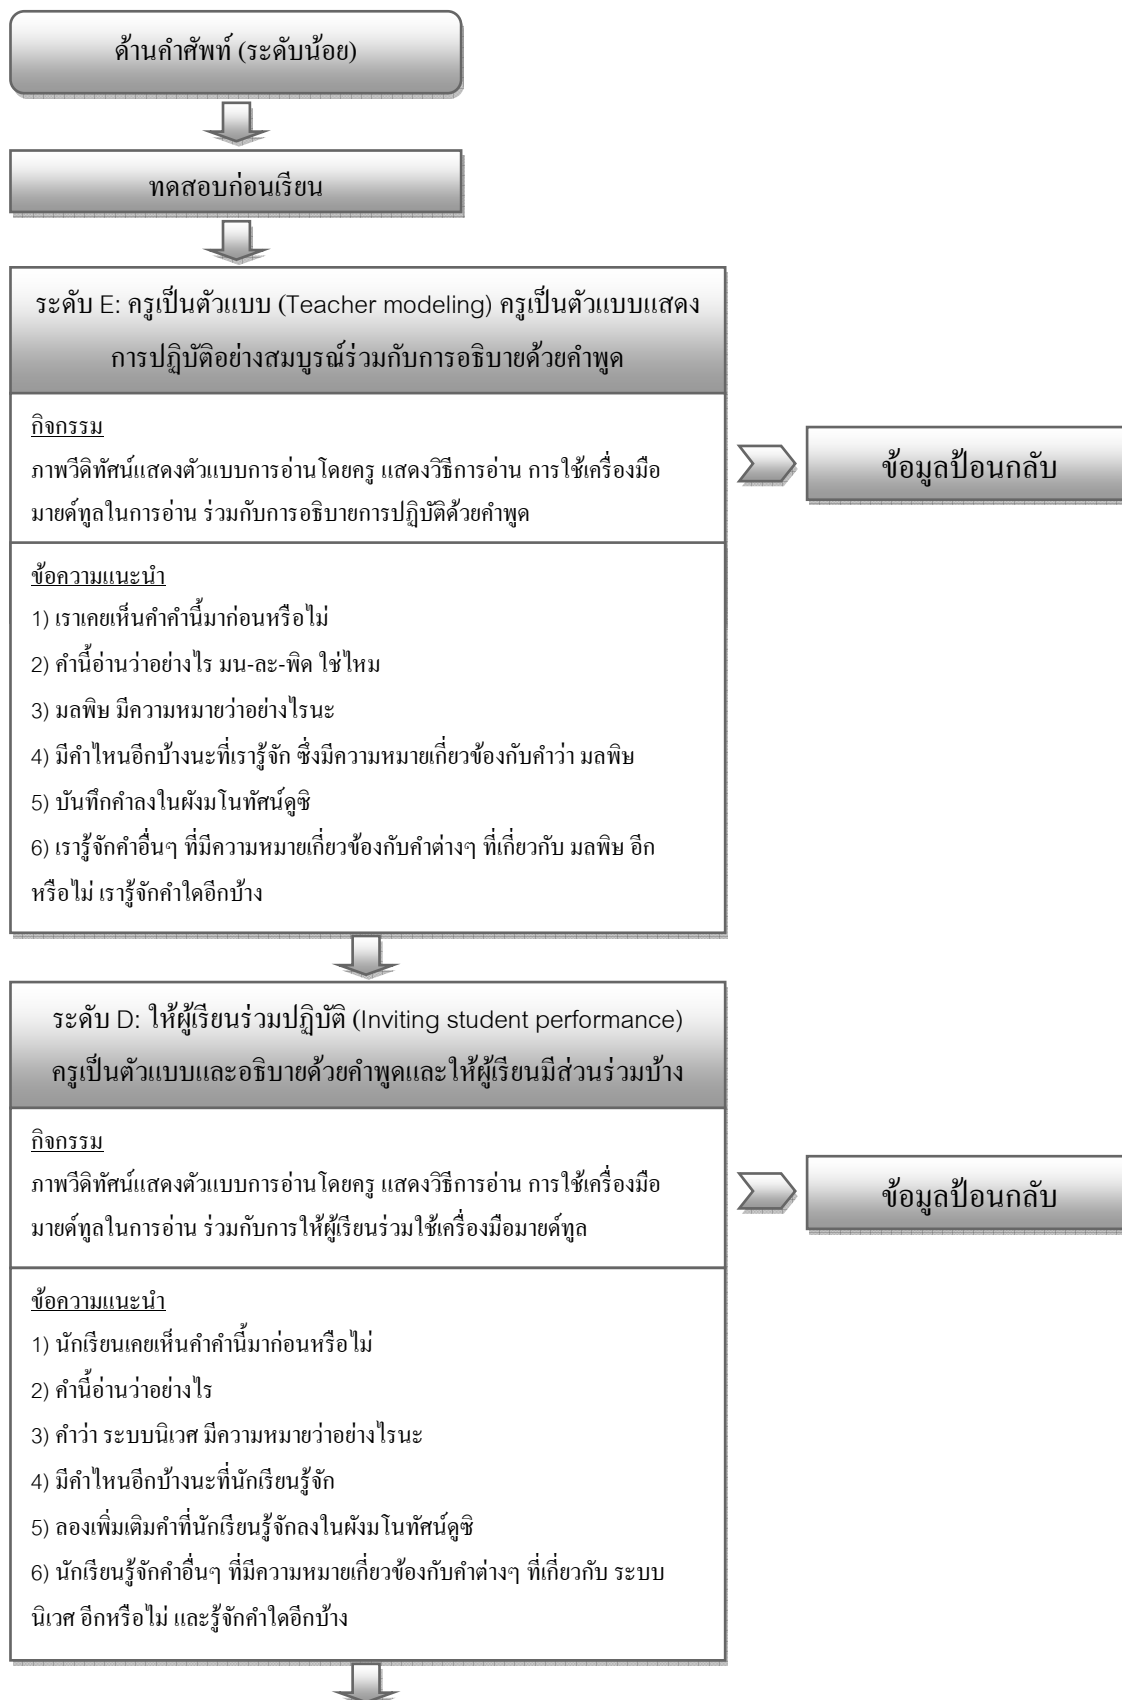 ด้านคำศัพท์ (ระดับน้อย)
ทดสอบก่อนเรียน
ระดับ E: ครูเป็นตัวแบบ (Teacher modeling) ครูเป็นตัวแบบแสดง
การปฏิบัติอย่างสมบูรณ์ร่วมกับการอธิบายด้วยคำพูด
กิจกรรม
ภาพวีดิทัศน์แสดงตัวแบบการอ่านโดยครู แสดงวิธีการอ่าน การใช้เครื่องมือ
มายด์ทูลในการอ่าน ร่วมกับการอธิบายการปฏิบัติด้วยคำพูด
ข้อมูลป้อนกลับ
ข้อความแนะนำ
1) เราเคยเห็นคำคำนี้มาก่อนหรือไม่
2) คำนี้อ่านว่าอย่างไร มน-ละ-พิด ใช่ไหม
3) มลพิษ มีความหมายว่าอย่างไรนะ
4) มีคำไหนอีกบ้างนะที่เรารู้จัก ซึ่งมีความหมายเกี่ยวข้องกับคำว่า มลพิษ
5) บันทึกคำลงในผังมโนทัศน์ดูซิ
6) เรารู้จักคำอื่นๆ ที่มีความหมายเกี่ยวข้องกับคำต่างๆ ที่เกี่ยวกับ มลพิษ อีก
หรือไม่ เรารู้จักคำใดอีกบ้าง
ระดับ D: ให้ผู้เรียนร่วมปฏิบัติ (Inviting student performance)
ครูเป็นตัวแบบและอธิบายด้วยคำพูดและให้ผู้เรียนมีส่วนร่วมบ้าง
กิจกรรม
ภาพวีดิทัศน์แสดงตัวแบบการอ่านโดยครู แสดงวิธีการอ่าน การใช้เครื่องมือ
มายด์ทูลในการอ่าน ร่วมกับการให้ผู้เรียนร่วมใช้เครื่องมือมายด์ทูล
ข้อมูลป้อนกลับ
ข้อความแนะนำ
1) นักเรียนเคยเห็นคำคำนี้มาก่อนหรือไม่
2) คำนี้อ่านว่าอย่างไร
3) คำว่า ระบบนิเวศ มีความหมายว่าอย่างไรนะ
4) มีคำไหนอีกบ้างนะที่นักเรียนรู้จัก
5) ลองเพิ่มเติมคำที่นักเรียนรู้จักลงในผังมโนทัศน์ดูซิ
6) นักเรียนรู้จักคำอื่นๆ ที่มีความหมายเกี่ยวข้องกับคำต่างๆ ที่เกี่ยวกับ ระบบ
นิเวศ อีกหรือไม่ และรู้จักคำใดอีกบ้าง